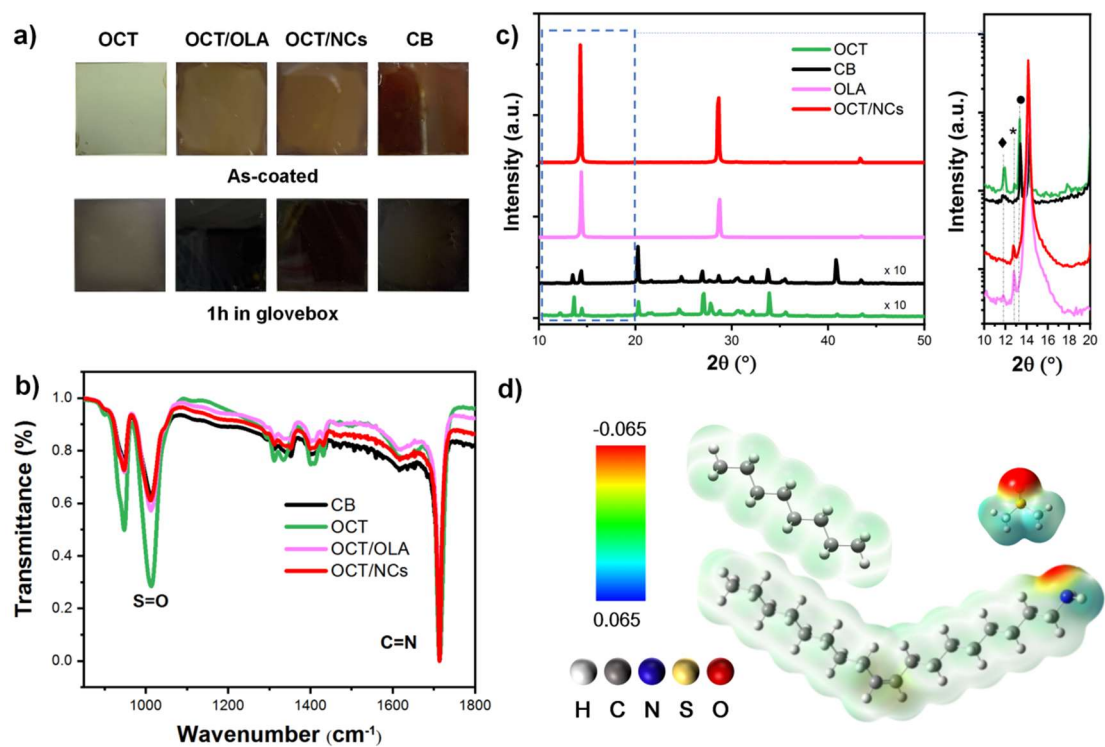 a)
OCT OCT/OLA OCT/NCs CB
As-coated
1h in glovebox
b)
Transmittance (%)
1.0
0.8
0.6
0.4
0.2
0.0
CB
OCT
OCT/OLA
OCT/NCs
S=O
C=N
1000 1200 1400 1600 1800
Wavenumber (cm-1)
c)
Intensity (a.u.)
OCT
CB
OLA
OCT/NCs
x 10
x 10
10 20 30 40 50
2θ (°)
Intensity (a.u.)
*
10 12 14 16 18 20
2θ (°)
d)
-0.065
0.065
H C N S O